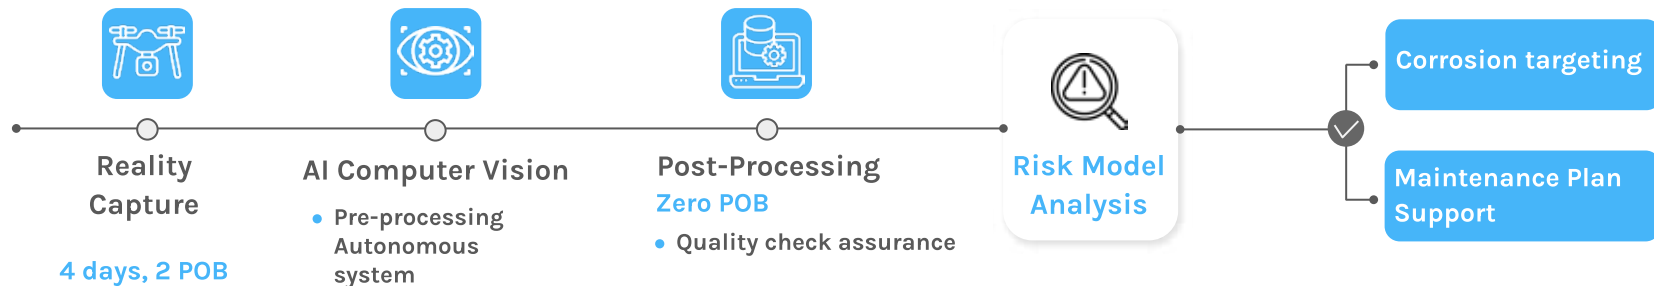 Reality
Capture
4 days, 2 POB
AI Computer Vision
Pre-processing
Autonomous
system
Post-Processing
Zero POB
Quality check assurance
Risk Model
Analysis
Corrosion targeting
Maintenance Plan
Support